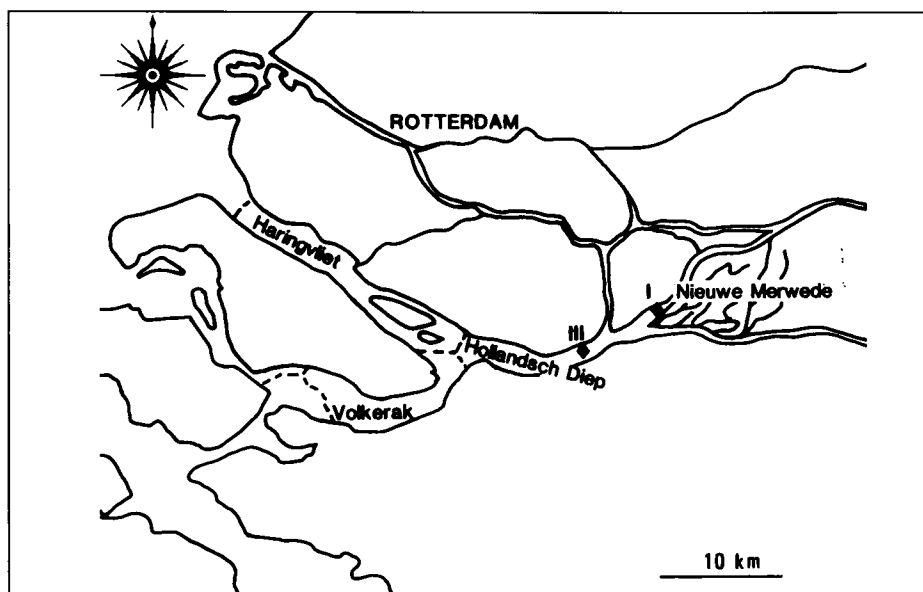 ROTTERDAM
Haringvliet
I Nieuwe Merwede
III
Hollandsch Diep
Volkerak
10 km